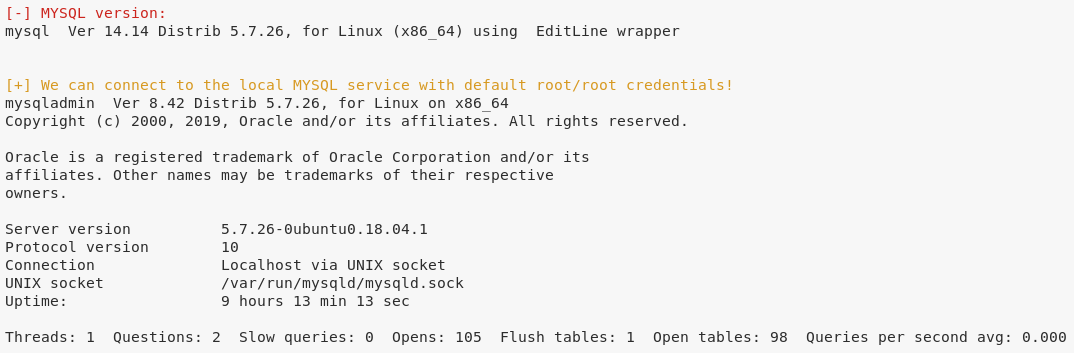 [-] MYSQL version:
mysql  Ver 14.14 Distrib 5.7.26, for Linux (x86_64) using  EditLine wrapper
[+] We can connect to the local MYSQL service with default root/root credentials!
mysqladmin  Ver 8.42 Distrib 5.7.26, for Linux on x86_64
Copyright (c) 2000, 2019, Oracle and/or its affiliates. All rights reserved.
Oracle is a registered trademark of Oracle Corporation and/or its
affiliates. Other names may be trademarks of their respective
owners.
Server version          5.7.26-0ubuntu0.18.04.1
Protocol version        10
Connection              Localhost via UNIX socket
UNIX socket             /var/run/mysqld/mysqld.sock
Uptime:                 9 hours 13 min 13 sec
Threads: 1  Questions: 2  Slow queries: 0  Opens: 105  Flush tables: 1  Open tables: 98  Queries per second avg: 0.000